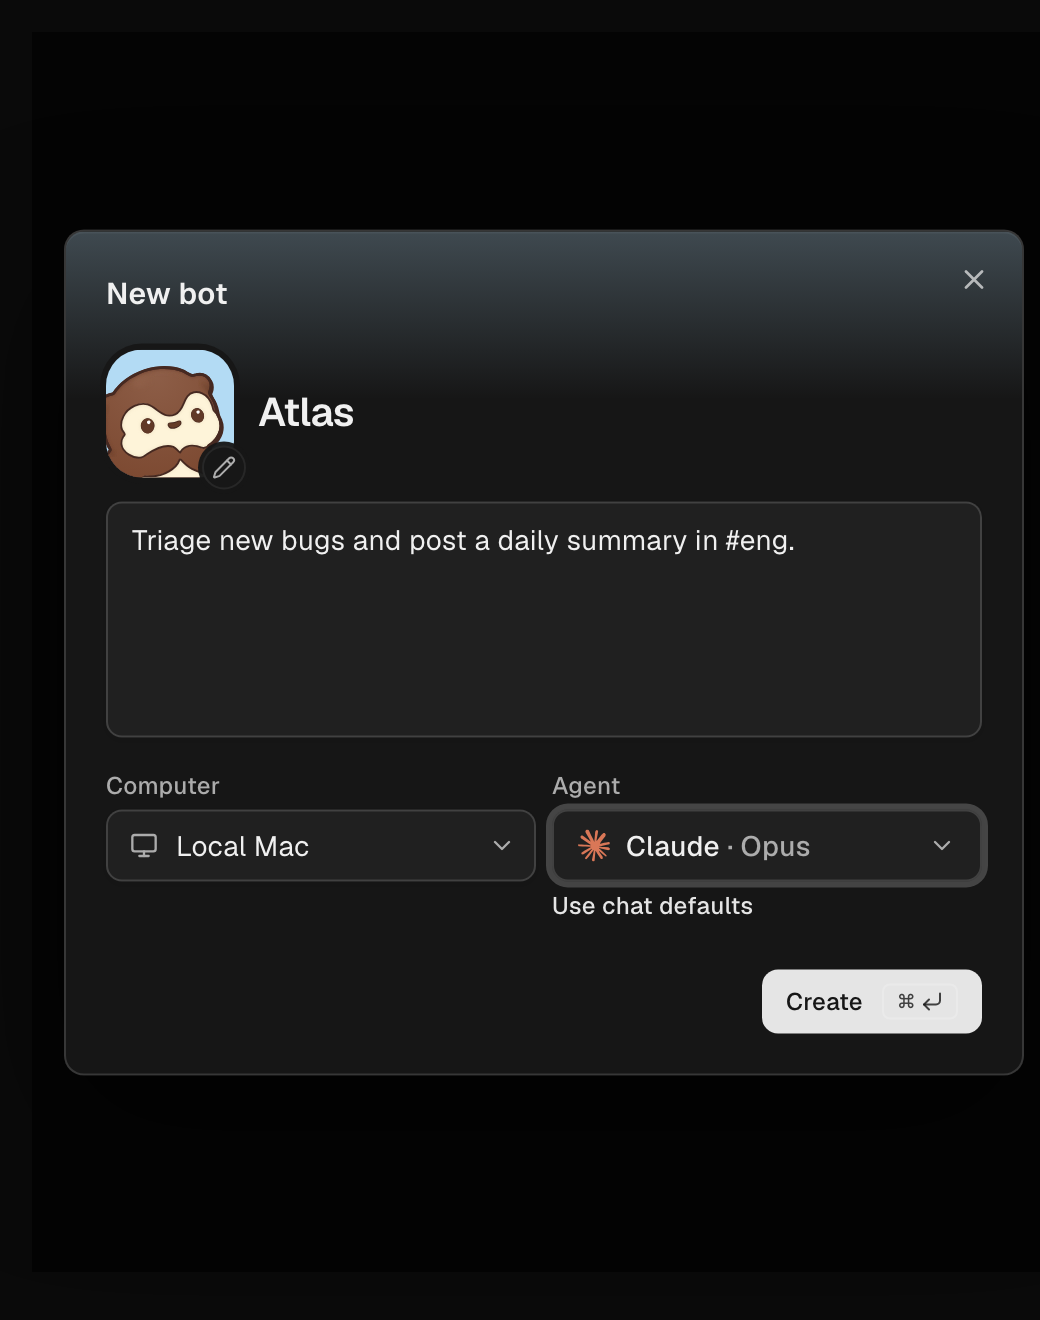 New bot
Atlas
Triage new bugs and post a daily summary in #eng.
Computer
Agent
Local Mac
Claude · Opus
Use chat defaults
Create ⌘ ↵